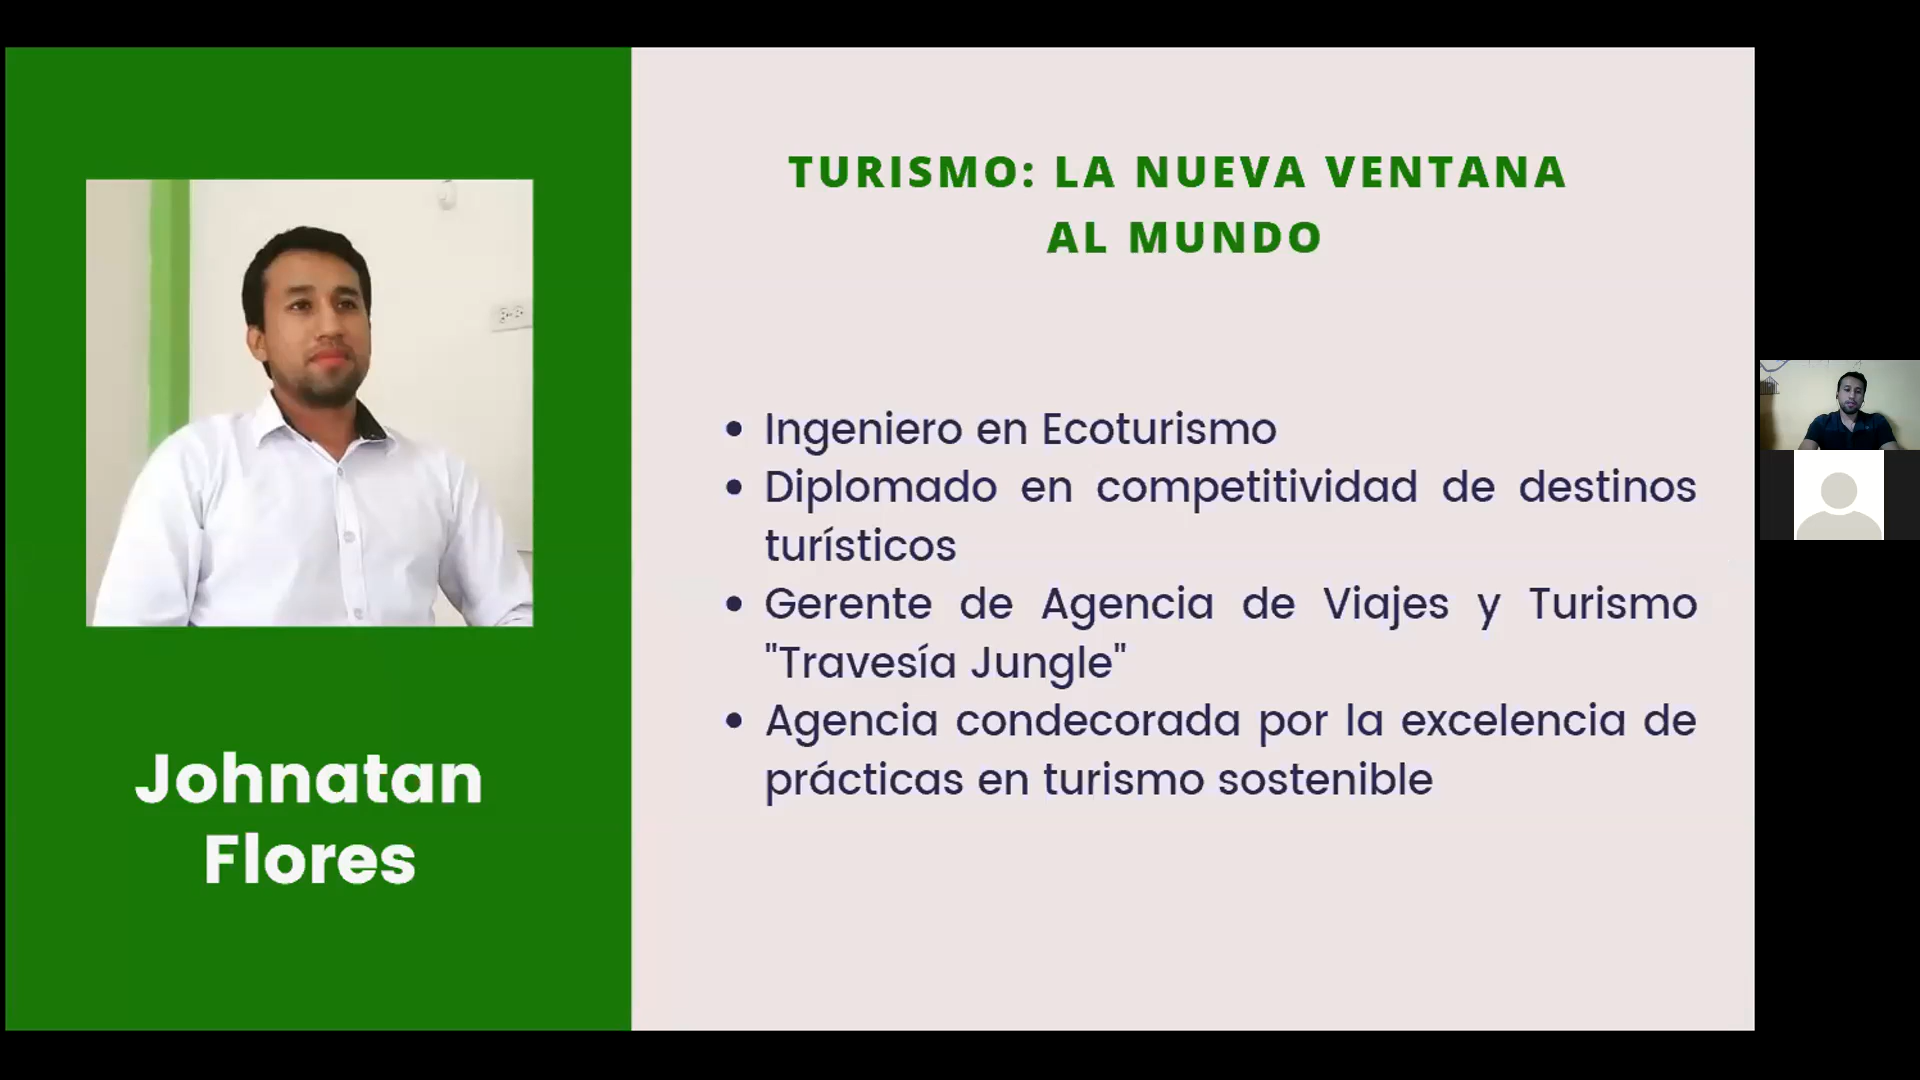 TURISMO: LA NUEVA VENTANA
AL MUNDO
• Ingeniero en Ecoturismo
• Diplomado en competitividad de destinos
turísticos
• Gerente de Agencia de Viajes y Turismo
"Travesía Jungle"
• Agencia condecorada por la excelencia de
prácticas en turismo sostenible
Johnatan
Flores